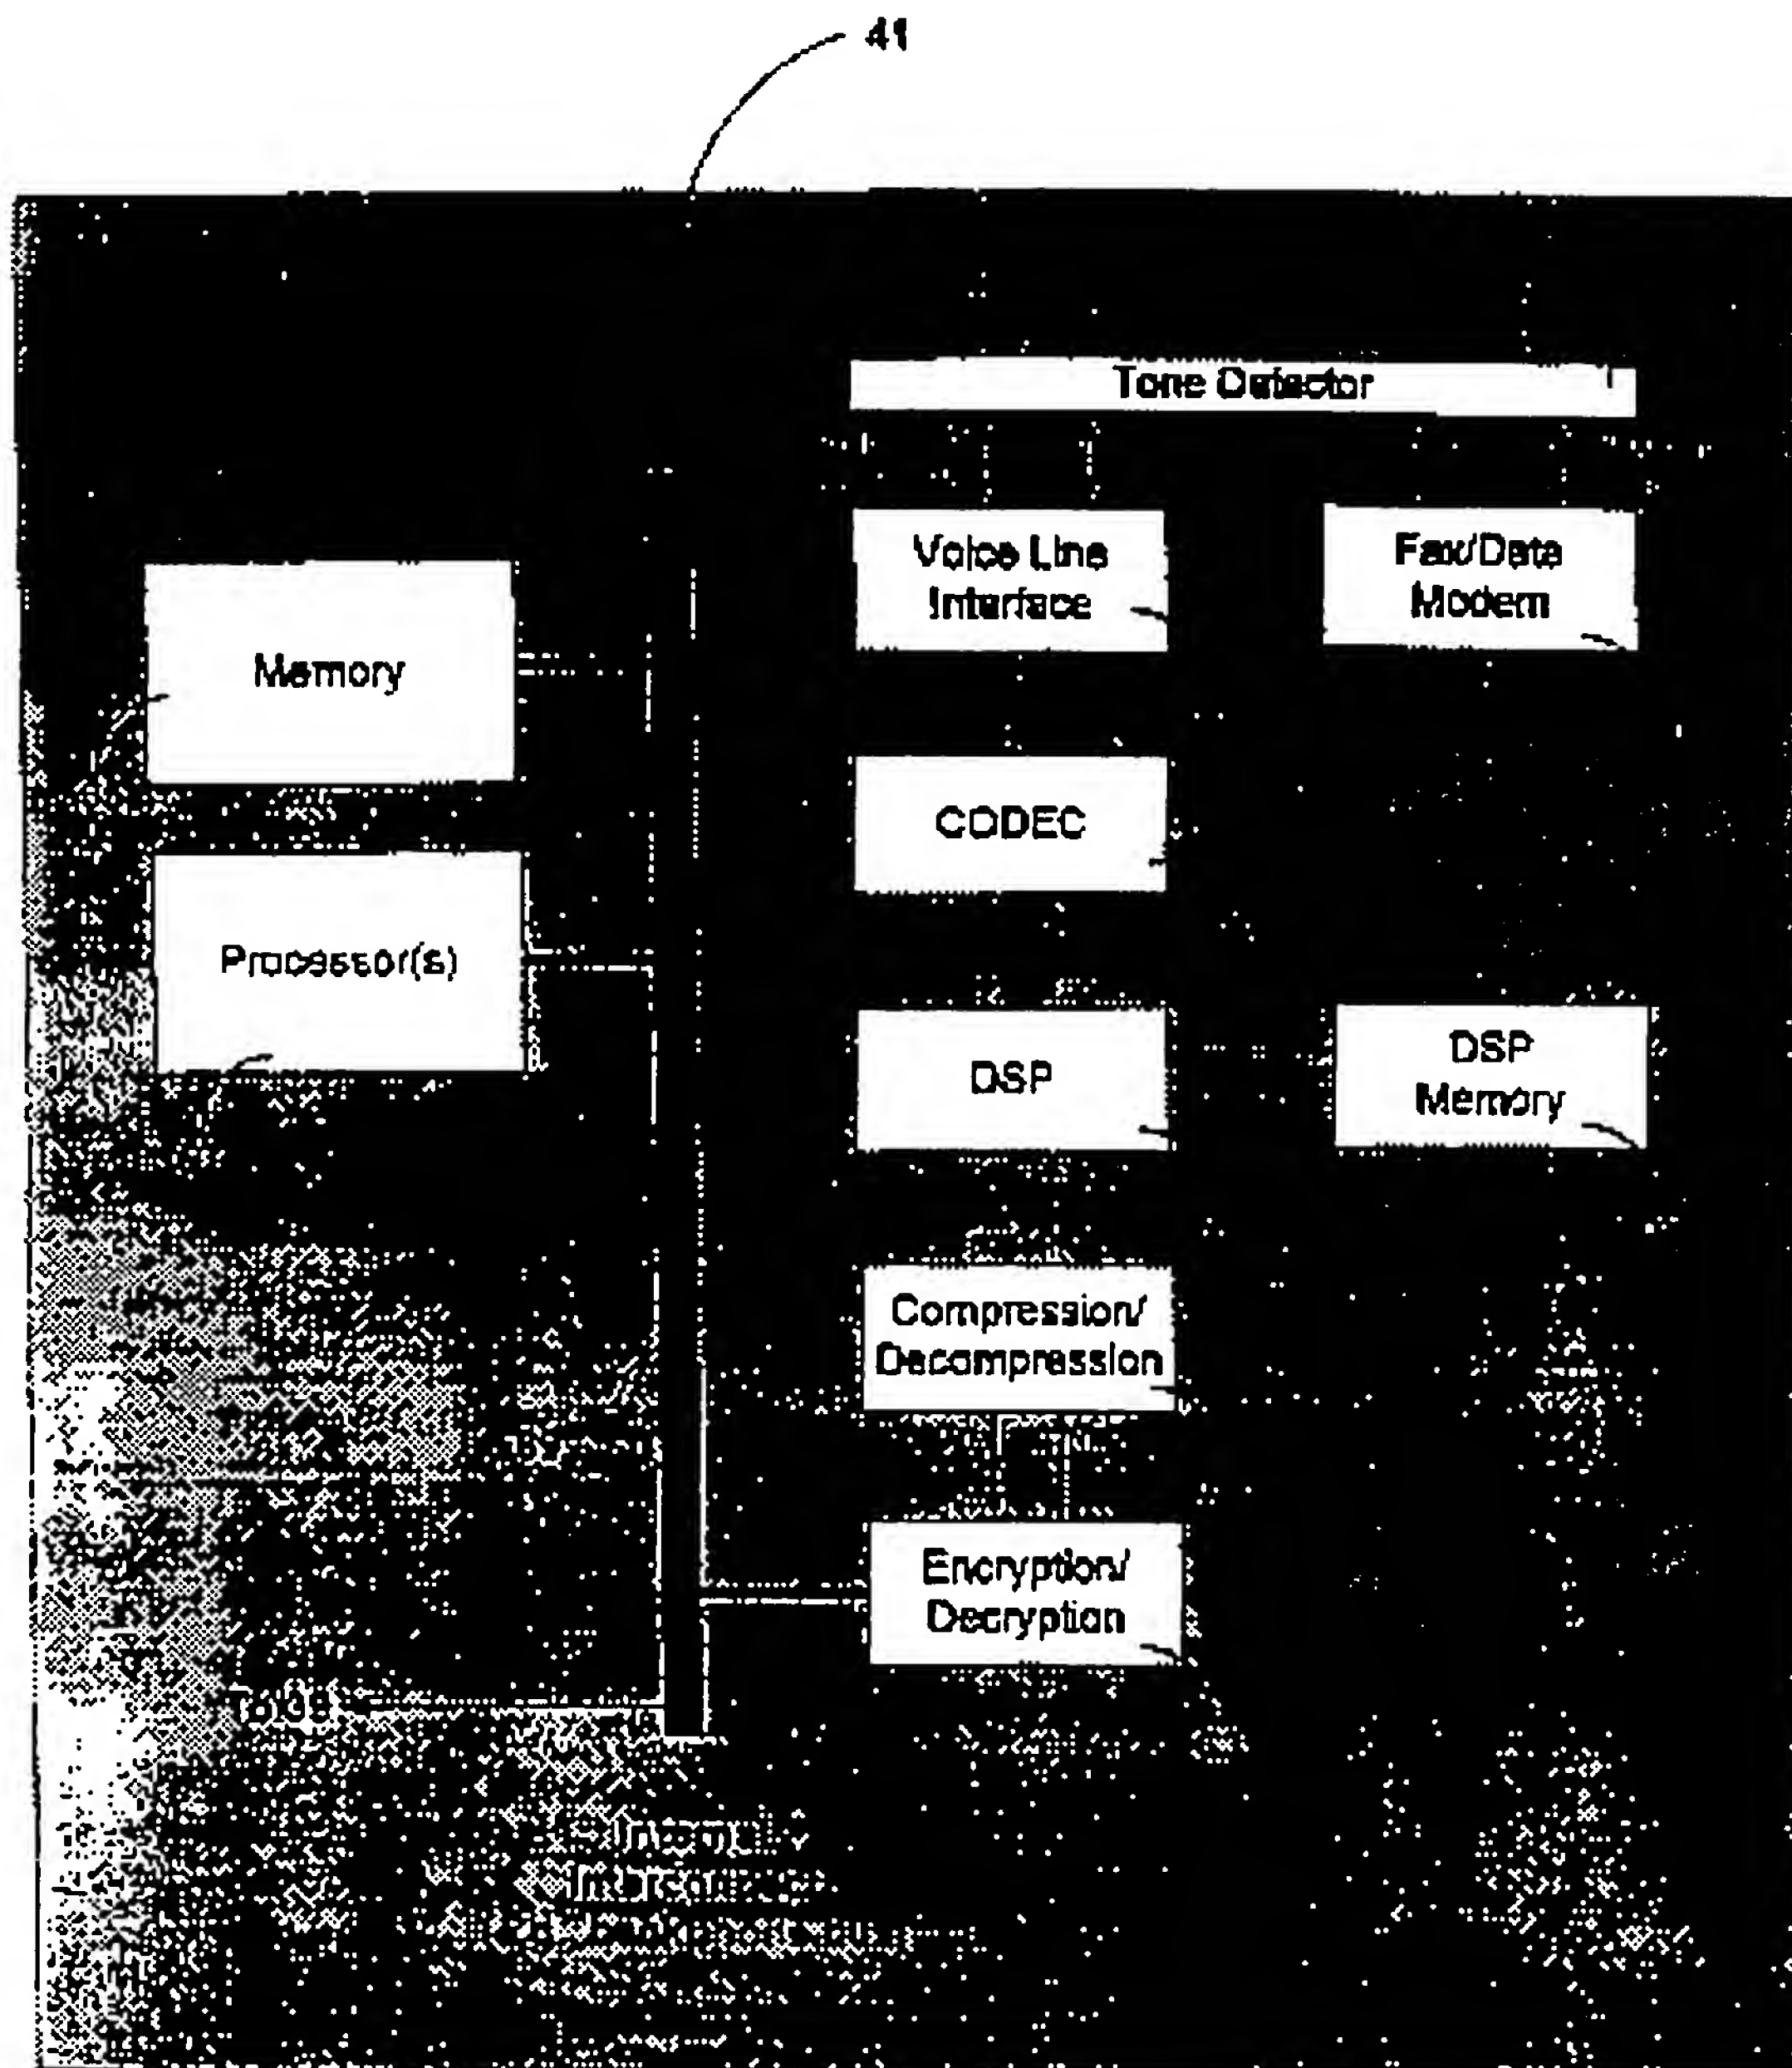 41
Tone Detector
Voice Line
Interface
Fax/Data
Modem
Memory
CODEC
Processor(s)
DSP
DSP
Memory
Compression/
Decompression
Encryption/
Decryption
Internal